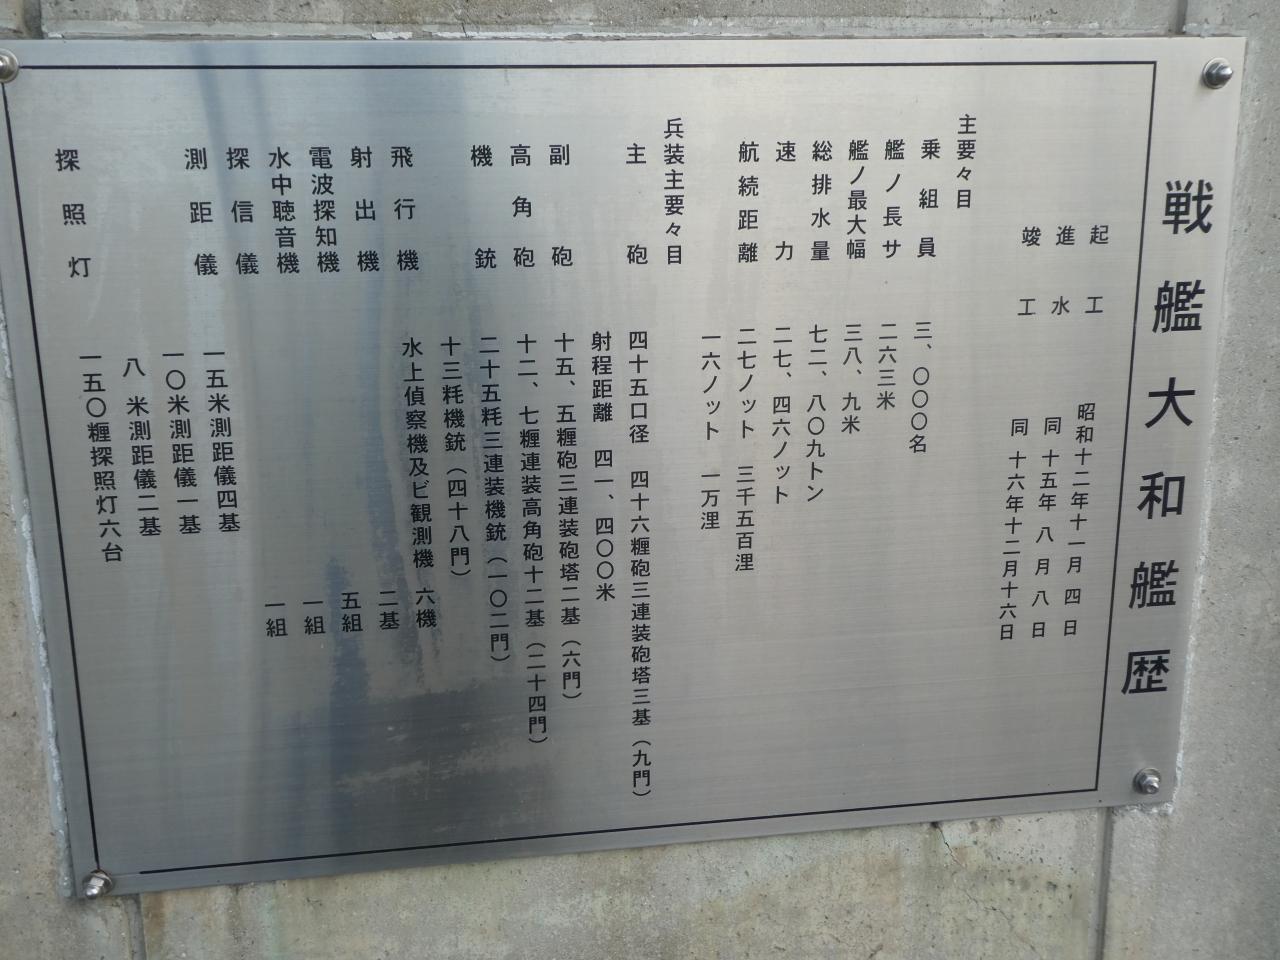 戦艦大和艦歴
起工 昭和十二年十一月四日
進水 同十五年八月八日
竣工 同十六年十二月十六日
主要々目
乗組員 三、〇〇〇名
艦ノ長サ 二六三米
艦ノ最大幅 三八、九米
総排水量 七二、八〇九トン
速力 二七、四六ノット
航続距離 二七ノット 三千五百浬
一六ノット 一万浬
兵装主要々目
主砲 四十五口径 四十六糎砲三連装砲塔三基(九門)
射程距離 四一、四〇〇米
副砲 十五、五糎砲三連装砲塔二基(六門)
高角砲 十二、七糎連装高角砲十二基(二十四門)
機銃 二十五粍三連装機銃(一〇二門)
十三粍機銃(四十八門)
飛行機 水上偵察機及ビ観測機 六機
射出機 二基
電波探知機 五組
水中聴音機 一組
探信儀 一組
測距儀 一五米測距儀四基
一〇米測距儀一基
八米測距儀二基
探照灯 一五〇糎探照灯六台